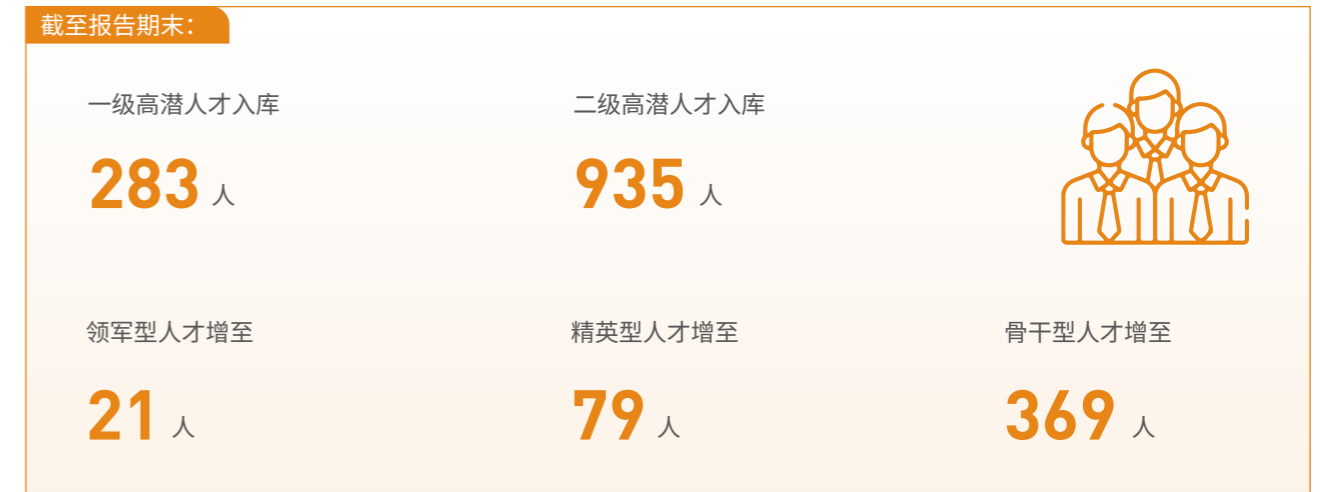 截至报告期末：
一级高潜人才入库
二级高潜人才入库
283 人
935 人
领军型人才增至
精英型人才增至
骨干型人才增至
21 人
79 人
369 人